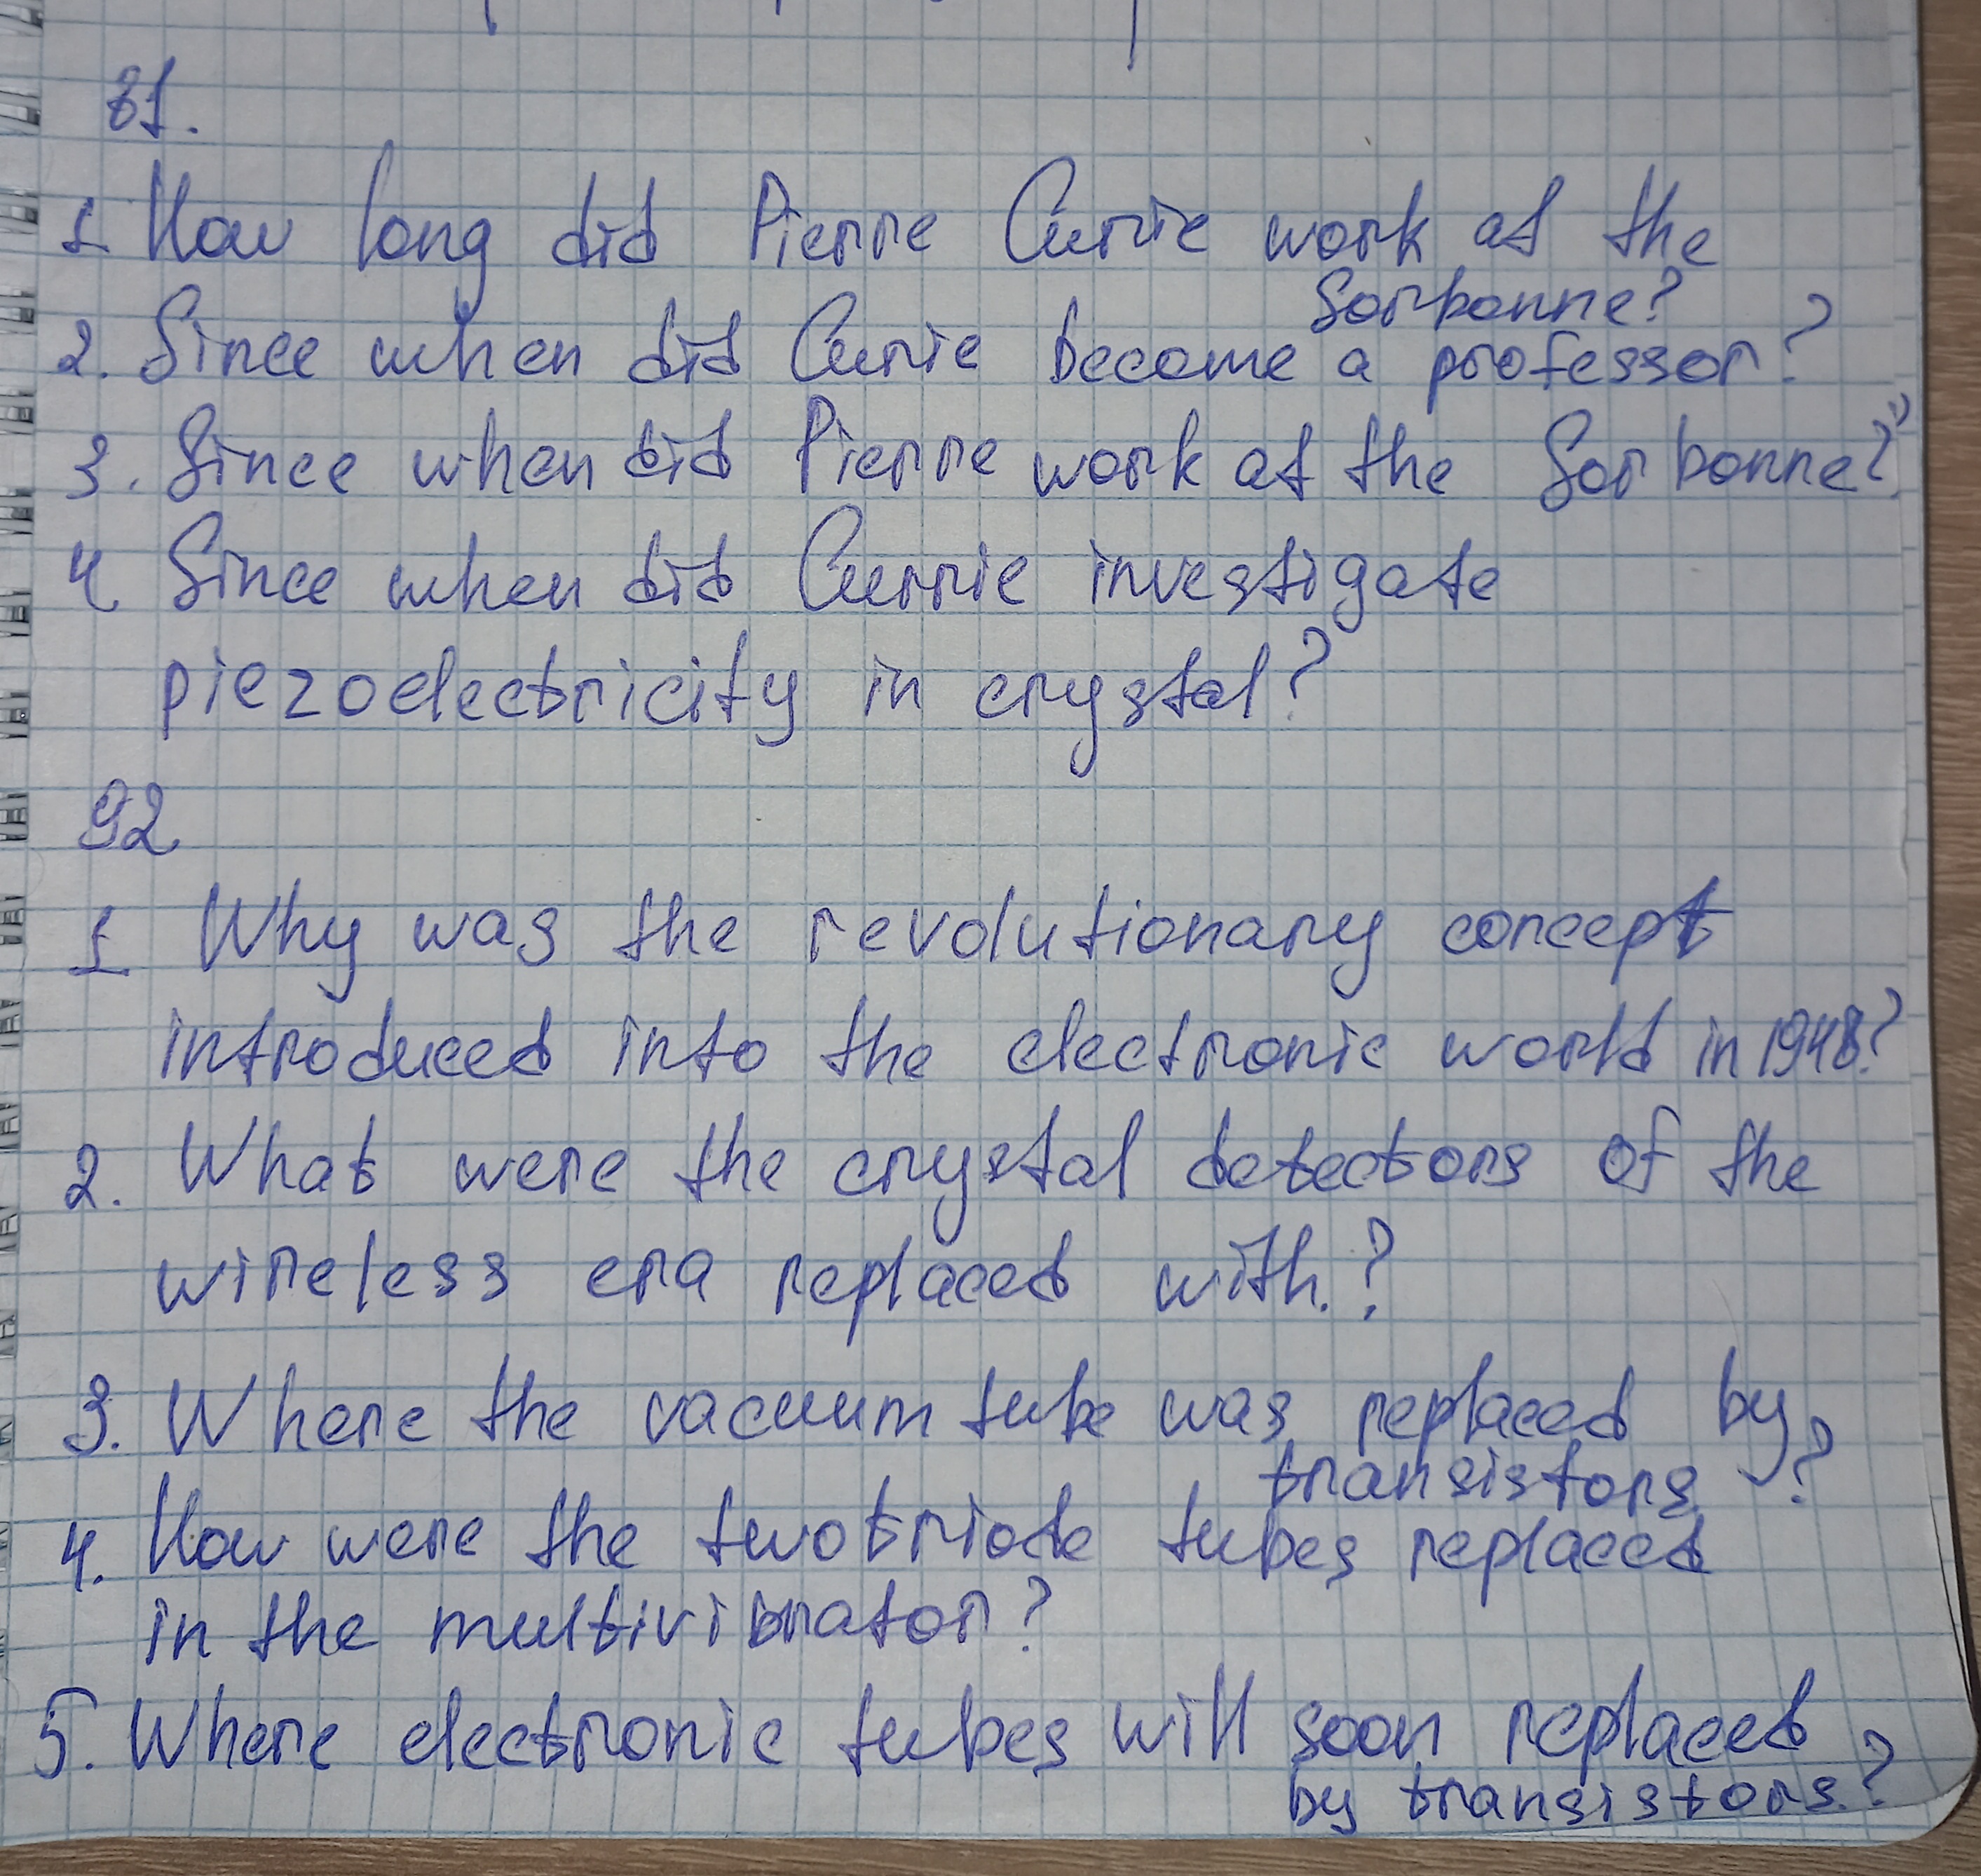 81.
1 How long did Pierre Curie work at the
Sorbonne?
2. Since when did Curie become a professor?
3. Since when did Pierre work at the Sorbonne?"
4 Since when did Currie investigate
piezoelectricity in crystal?
92
1 Why was the revolutionary concept
introduced into the electronic world in 1948?
2. What were the crystal detectors of the
wireless era replaced with.?
3. Where the vacuum tube was replaced by
transistors?
4. How were the twotriode tubes replaced
in the multivibrator?
5. Where electronic tubes will soon replaced
by transistors.?